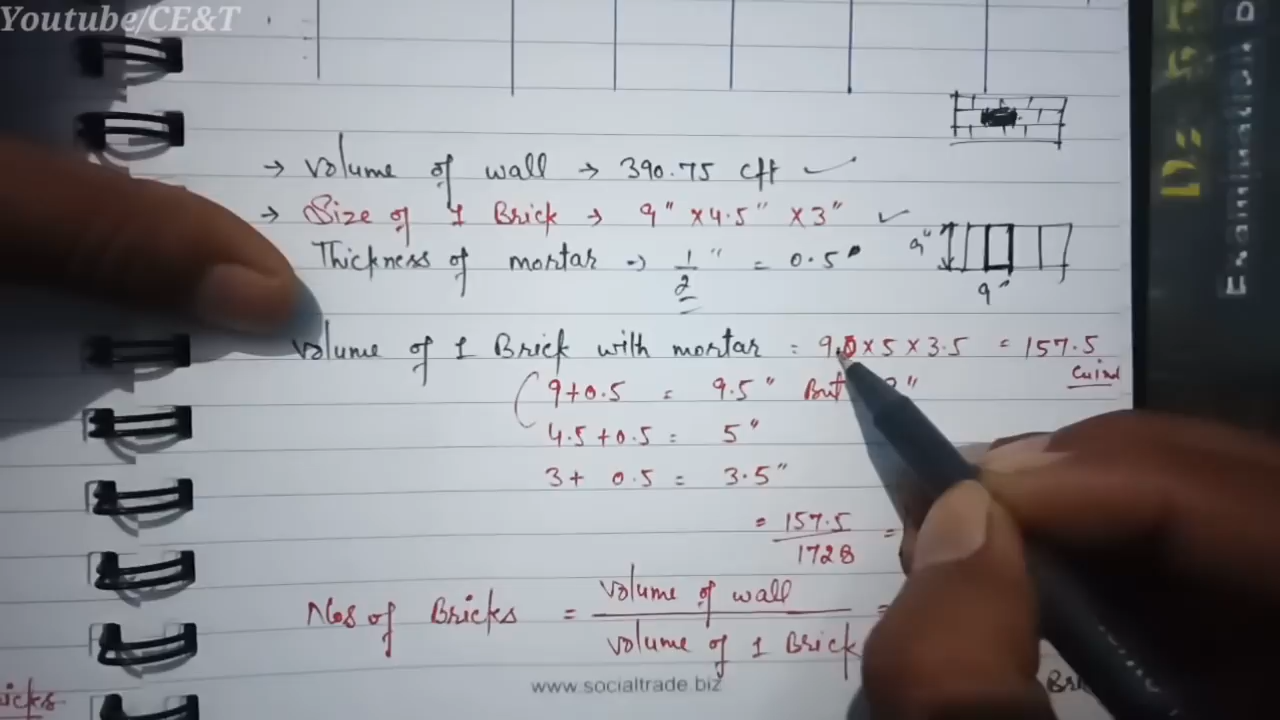 Youtube/CE&T
→ Volume of wall → 390.75 cft
→ Size of 1 Brick → 9" x4.5" x3"
Thickness of mortar → 1/2" = 0.5"
9"
9"
Volume of 1 Brick with mortar = 9.0 x 5 x 3.5 = 157.5
9+0.5 = 9.5" But
4.5+0.5 = 5"
3+ 0.5 = 3.5"
= 157.5/1728 =
Nos of Bricks = Volume of wall / Volume of 1 Brick =
www.socialtrade.biz